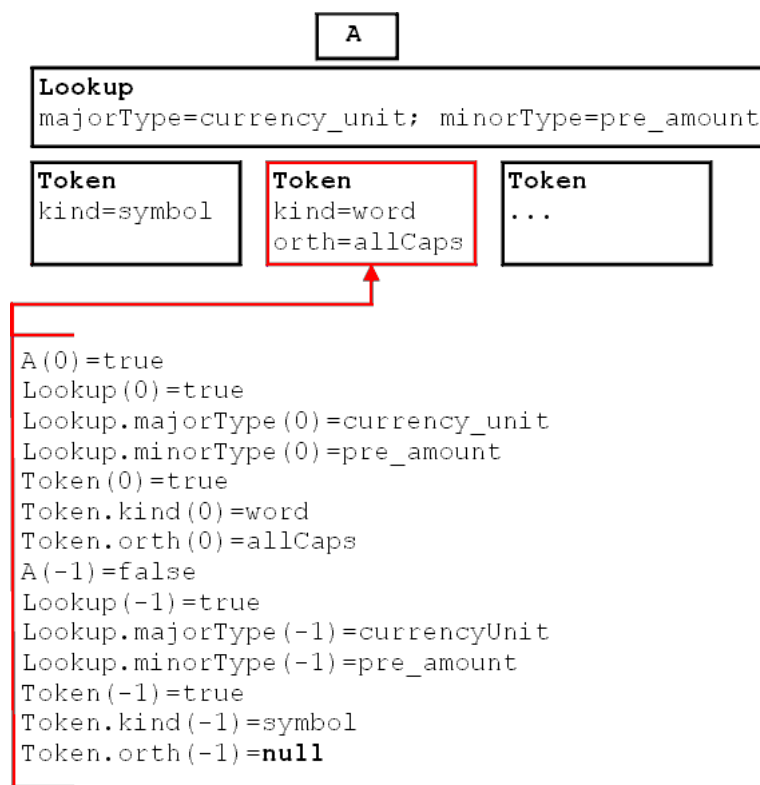 A
Lookup
majorType=currency_unit; minorType=pre_amount
Token
kind=symbol
Token
kind=word
orth=allCaps
Token
...
A(0)=true
Lookup(0)=true
Lookup.majorType(0)=currency_unit
Lookup.minorType(0)=pre_amount
Token(0)=true
Token.kind(0)=word
Token.orth(0)=allCaps
A(-1)=false
Lookup(-1)=true
Lookup.majorType(-1)=currencyUnit
Lookup.minorType(-1)=pre_amount
Token(-1)=true
Token.kind(-1)=symbol
Token.orth(-1)=null